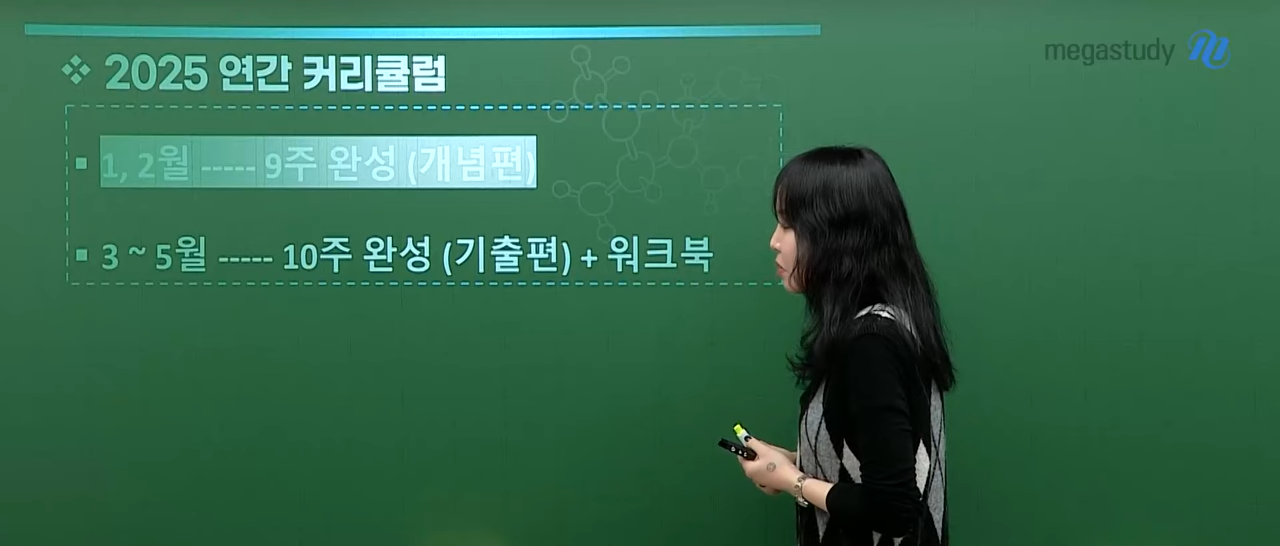 megastudy
❖ 2025 연간 커리큘럼
▪ 1, 2월 ----- 9주 완성 (개념편)
▪ 3 ~ 5월 ----- 10주 완성 (기출편) + 워크북